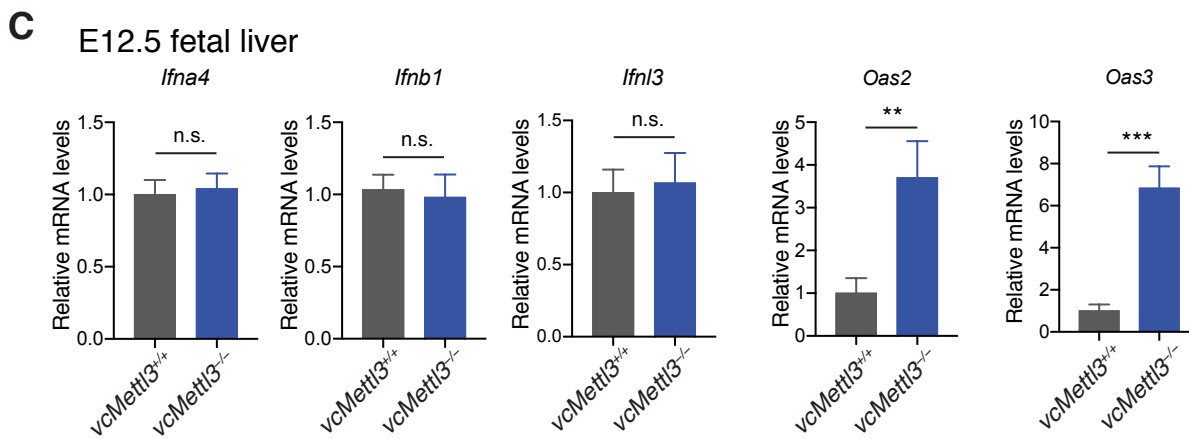 C
E12.5 fetal liver
Ifna4
Relative mRNA levels
1.5
1.0
0.5
0.0
n.s.
vcMettl3+/+
vcMettl3–/–
Ifnb1
Relative mRNA levels
1.5
1.0
0.5
0.0
n.s.
vcMettl3+/+
vcMettl3–/–
Ifnl3
Relative mRNA levels
1.5
1.0
0.5
0.0
n.s.
vcMettl3+/+
vcMettl3–/–
Oas2
Relative mRNA levels
5
4
3
2
1
0
**
vcMettl3+/+
vcMettl3–/–
Oas3
Relative mRNA levels
10
8
6
4
2
0
***
vcMettl3+/+
vcMettl3–/–